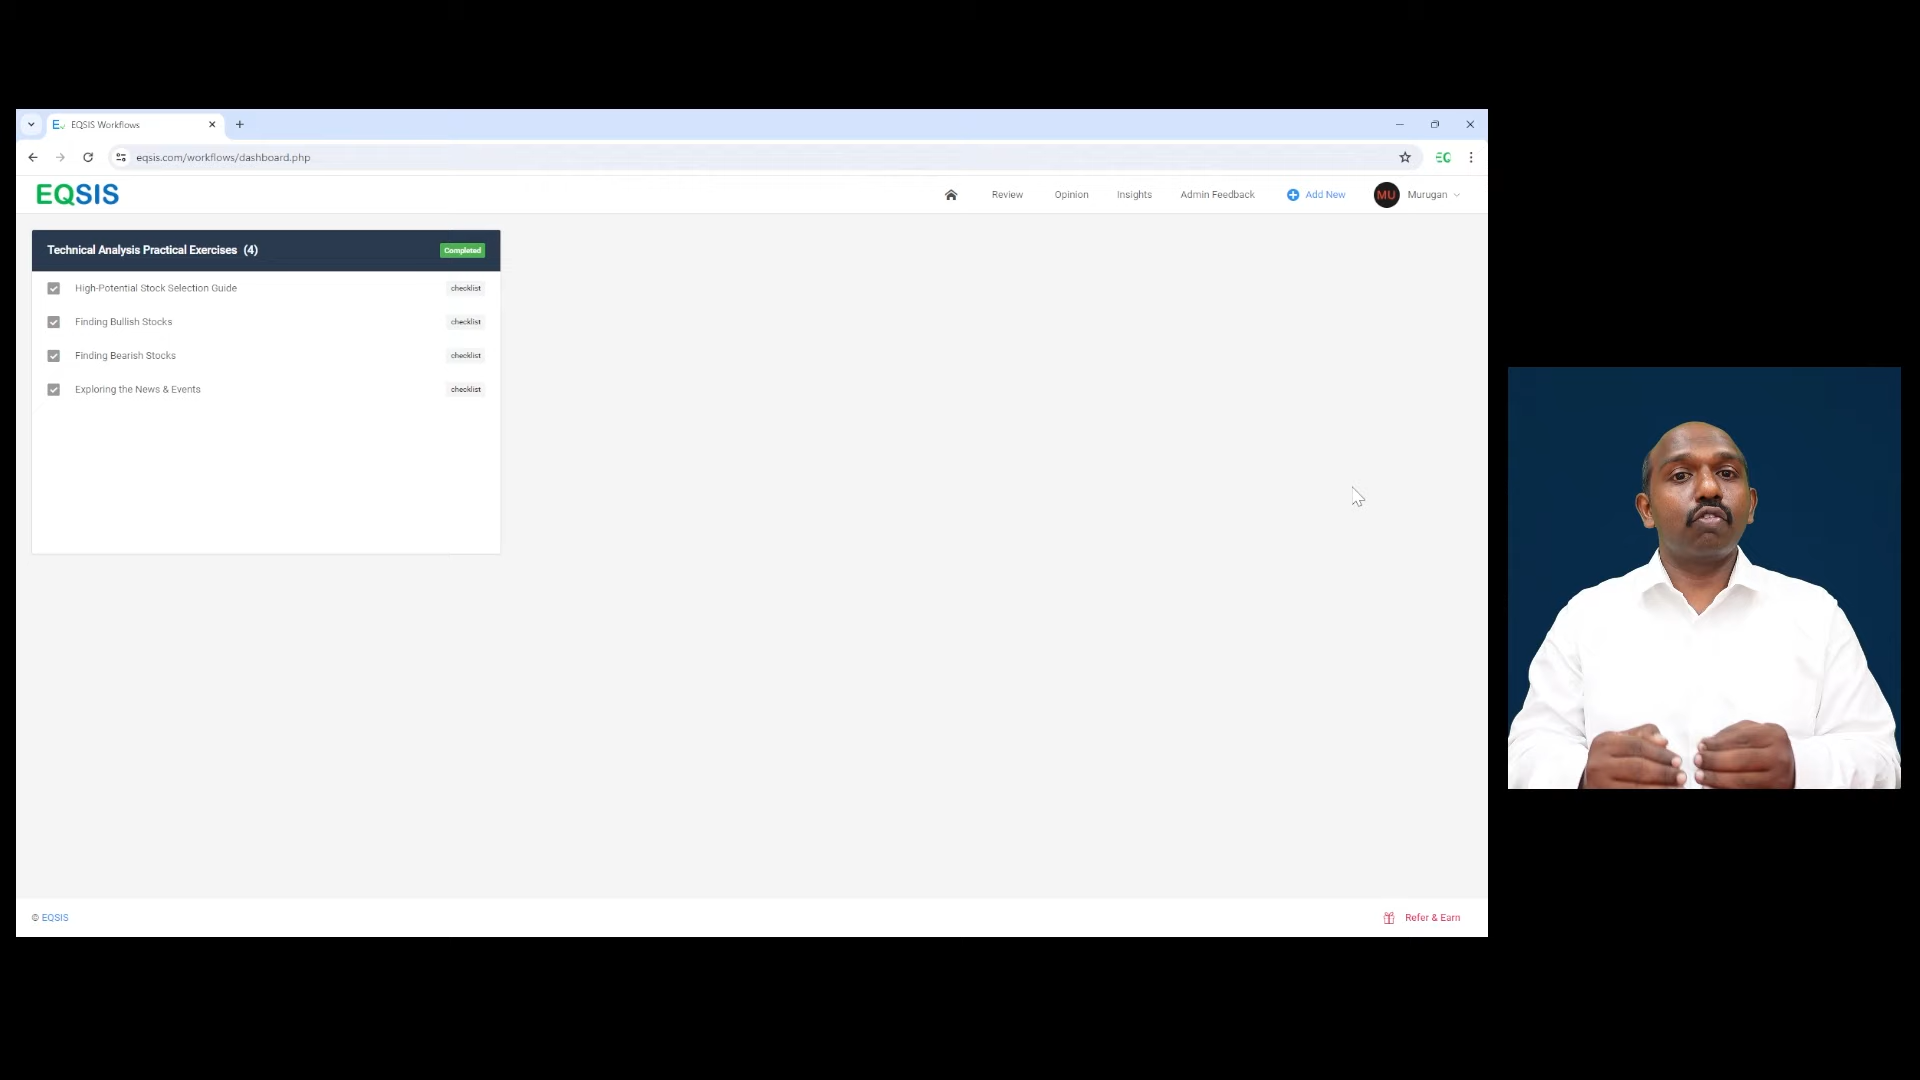 EQSIS Workflows
eqsis.com/workflows/dashboard.php
EQSIS
Review
Opinion
Insights
Admin Feedback
Add New
MU
Murugan
Technical Analysis Practical Exercises (4)
Completed
High-Potential Stock Selection Guide
checklist
Finding Bullish Stocks
checklist
Finding Bearish Stocks
checklist
Exploring the News & Events
checklist
© EQSIS
Refer & Earn